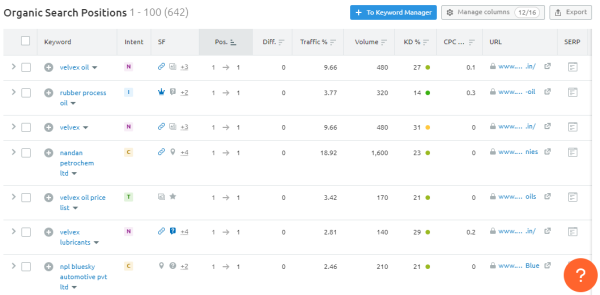 Organic Search Positions 1 - 100 (642)
+ To Keyword Manager
Manage columns 12/16
Export
Keyword Intent SF Pos. Diff. Traffic % Volume KD % CPC ... URL SERP
velvex oil N +3 1 → 1 0 9.66 480 27 0.1 www.... .in/
rubber process
oil I +2 1 → 1 0 3.77 320 14 0.3 www.... -oil
velvex N +3 1 → 1 0 9.66 480 31 0 www.... .in/
nandan
petrochem
ltd C +4 1 → 1 0 18.92 1,600 23 0 www.... nies
velvex oil price
list T 1 → 1 0 3.42 170 21 0 www.... oils
velvex
lubricants N +4 1 → 1 0 2.81 140 29 0.2 www.... .in/
npl bluesky
automotive pvt
ltd C +2 1 → 1 0 2.46 210 21 0 www.... Blue
?